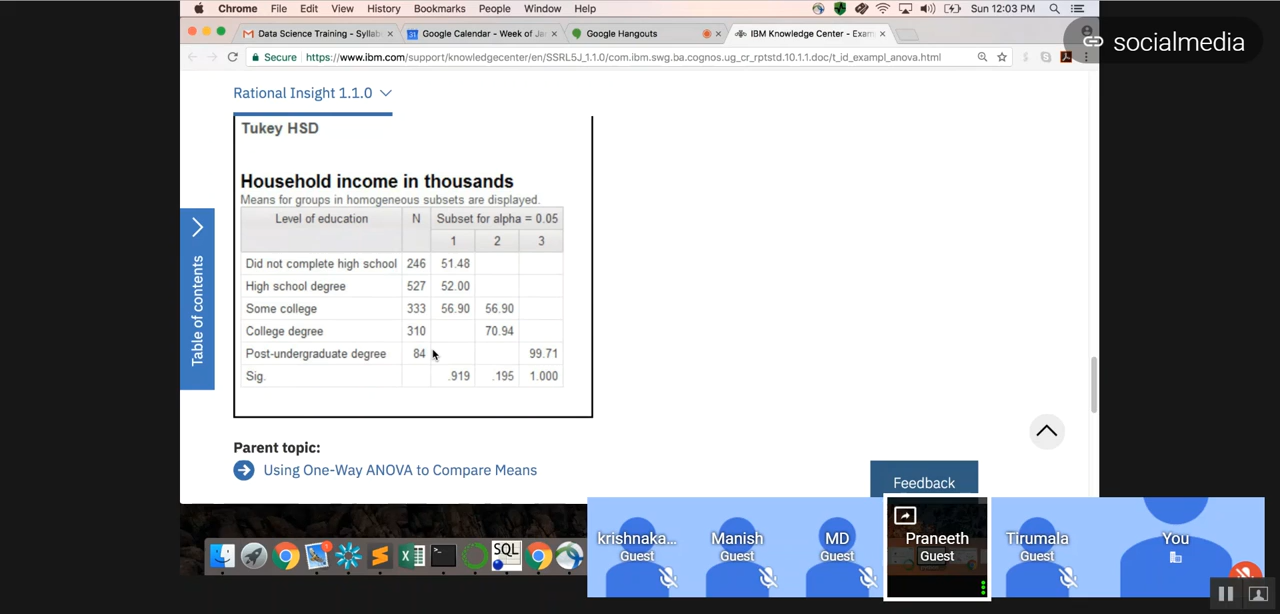 Chrome File Edit View History Bookmarks People Window Help Sun 12:03 PM
Data Science Training - Syllab
Google Calendar - Week of Ja
Google Hangouts
IBM Knowledge Center - Exam
socialmedia
Secure https://www.ibm.com/support/knowledgecenter/en/SSRL5J_1.1.0/com.ibm.swg.ba.cognos.ug_cr_rptstd.10.1.1.doc/t_id_exampl_anova.html
Rational Insight 1.1.0
Tukey HSD
Household income in thousands
Means for groups in homogeneous subsets are displayed.
Level of education N Subset for alpha = 0.05
1 2 3
Did not complete high school 246 51.48
High school degree 527 52.00
Some college 333 56.90 56.90
College degree 310 70.94
Post-undergraduate degree 84 99.71
Sig. .919 .195 1.000
Table of contents
Parent topic:
Using One-Way ANOVA to Compare Means
Feedback
krishnaka... Guest
Manish Guest
MD Guest
Praneeth Guest
Tirumala Guest
You
SQL